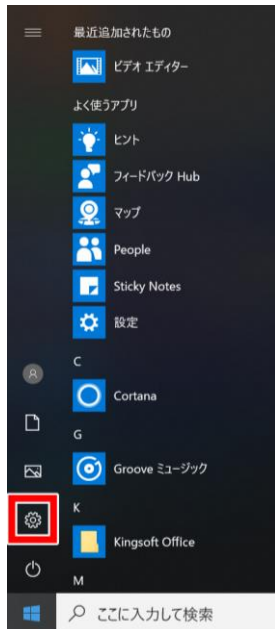 最近追加されたもの
ビデオ エディター
よく使うアプリ
ヒント
フィードバック Hub
マップ
People
Sticky Notes
設定
C
Cortana
G
Groove ミュージック
K
Kingsoft Office
M
ここに入力して検索